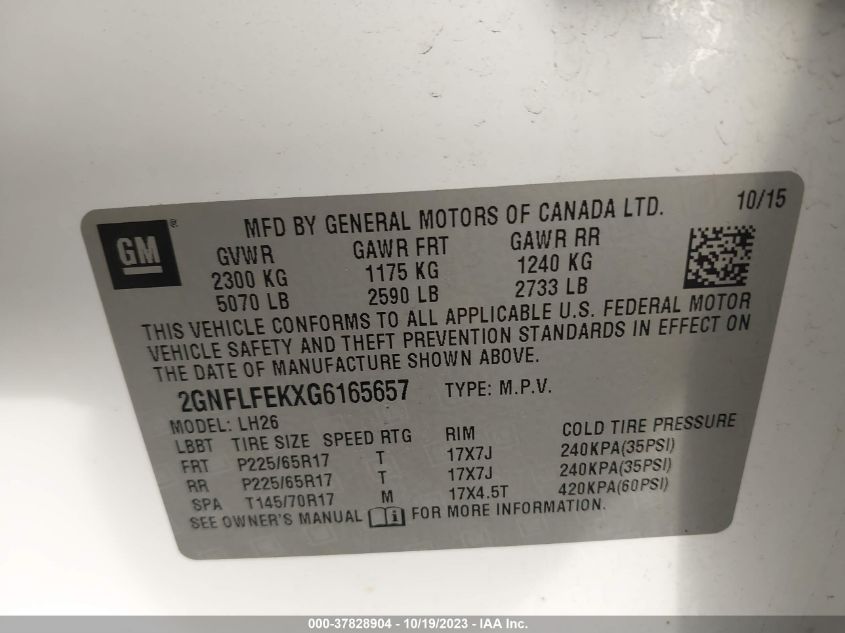 10/15
GM ®
MFD BY GENERAL MOTORS OF CANADA LTD.
GVWR GAWR FRT GAWR RR
2300 KG 1175 KG 1240 KG
5070 LB 2590 LB 2733 LB
THIS VEHICLE CONFORMS TO ALL APPLICABLE U.S. FEDERAL MOTOR
VEHICLE SAFETY AND THEFT PREVENTION STANDARDS IN EFFECT ON
THE DATE OF MANUFACTURE SHOWN ABOVE.
2GNFLFEKXG6165657 TYPE: M.P.V.
MODEL: LH26
LBBT TIRE SIZE SPEED RTG RIM COLD TIRE PRESSURE
FRT P225/65R17 T 17X7J 240KPA(35PSI)
RR P225/65R17 T 17X7J 240KPA(35PSI)
SPA T145/70R17 M 17X4.5T 420KPA(60PSI)
SEE OWNER'S MANUAL i FOR MORE INFORMATION.
000-37828904 - 10/19/2023 - IAA Inc.